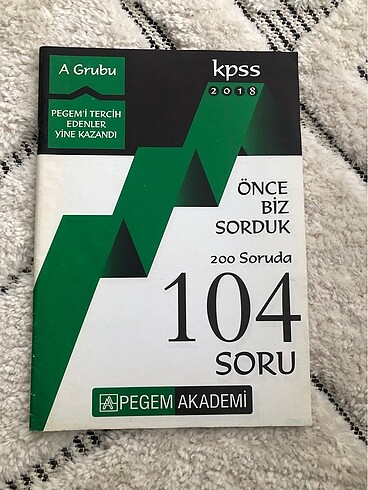 A Grubu
PEGEM'İ TERCİH
EDENLER
YİNE KAZANDI
kpss
2018
ÖNCE
BİZ
SORDUK
200 Soruda
104
SORU
PEGEM AKADEMİ